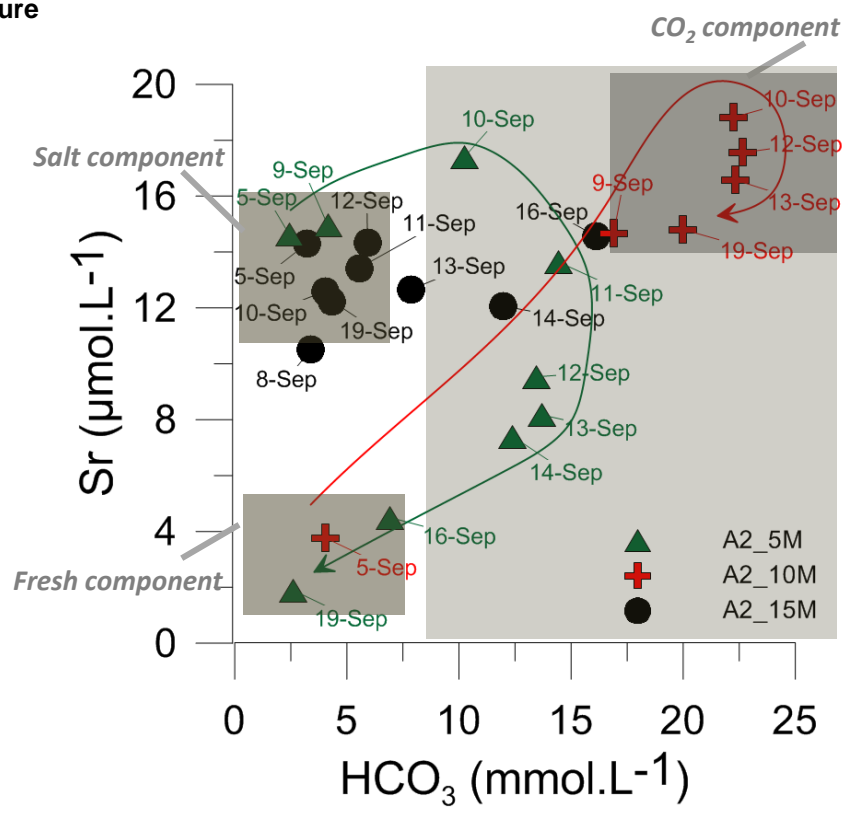 ure
CO₂ component
20
10-Sep
10-Sep
12-Sep
Salt component
9-Sep
9-Sep
16
5-Sep
12-Sep
13-Sep
16-Sep
11-Sep
19-Sep
5-Sep
13-Sep
11-Sep
12
10-Sep
14-Sep
19-Sep
8-Sep
12-Sep
Sr (µmol.L-1)
8
13-Sep
14-Sep
4
16-Sep
A2_5M
5-Sep
A2_10M
Fresh component
19-Sep
A2_15M
0
0 5 10 15 20 25
HCO₃ (mmol.L-1)